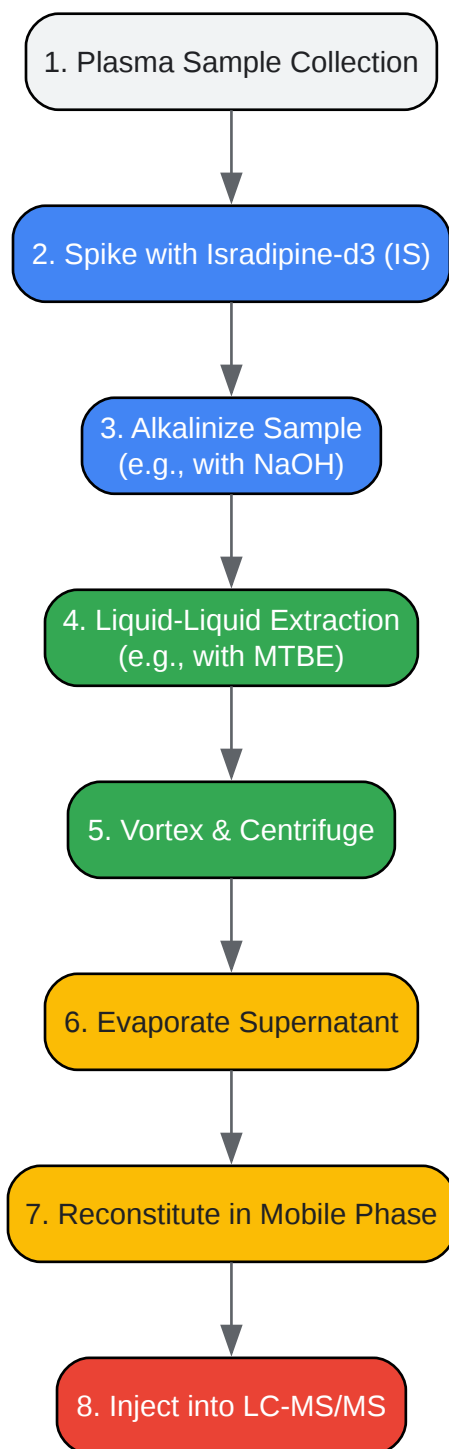 1. Plasma Sample Collection
2. Spike with Isradipine-d3 (IS)
3. Alkalinize Sample
(e.g., with NaOH)
4. Liquid-Liquid Extraction
(e.g., with MTBE)
5. Vortex & Centrifuge
6. Evaporate Supernatant
7. Reconstitute in Mobile Phase
8. Inject into LC-MS/MS